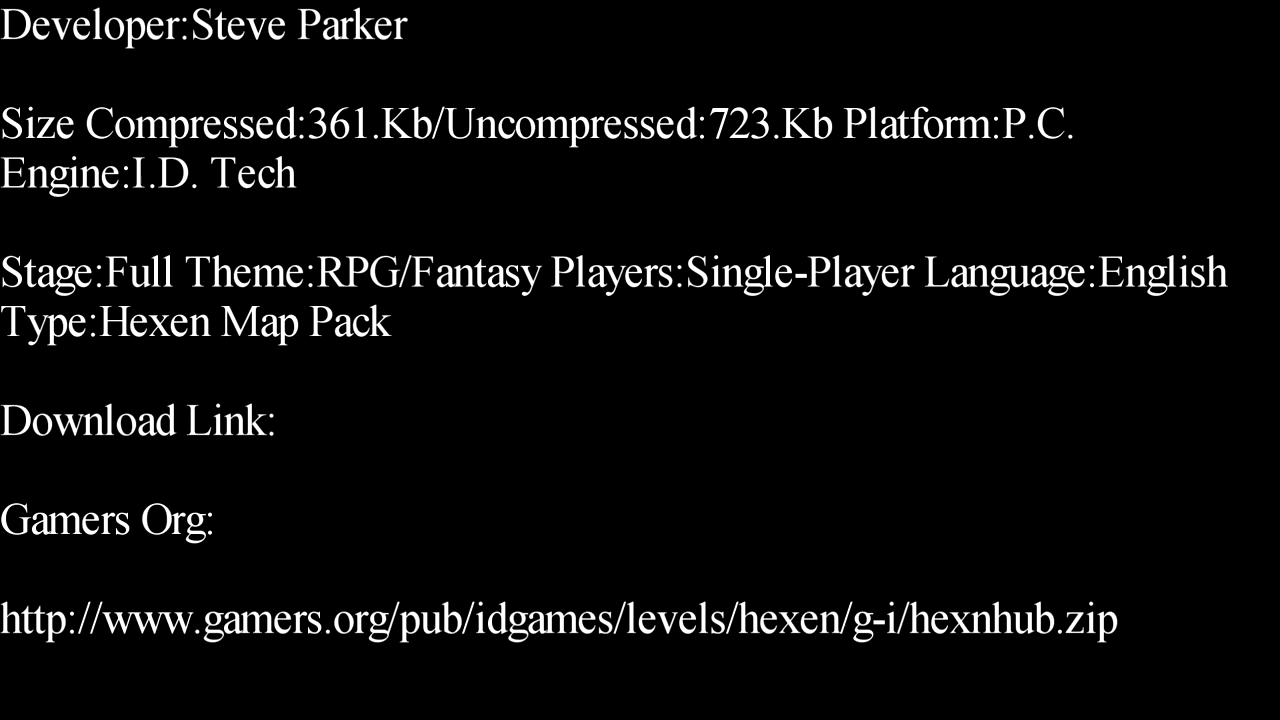 Developer:Steve Parker
Size Compressed:361.Kb/Uncompressed:723.Kb Platform:P.C.
Engine:I.D. Tech
Stage:Full Theme:RPG/Fantasy Players:Single-Player Language:English
Type:Hexen Map Pack
Download Link:
Gamers Org:
http://www.gamers.org/pub/idgames/levels/hexen/g-i/hexnhub.zip